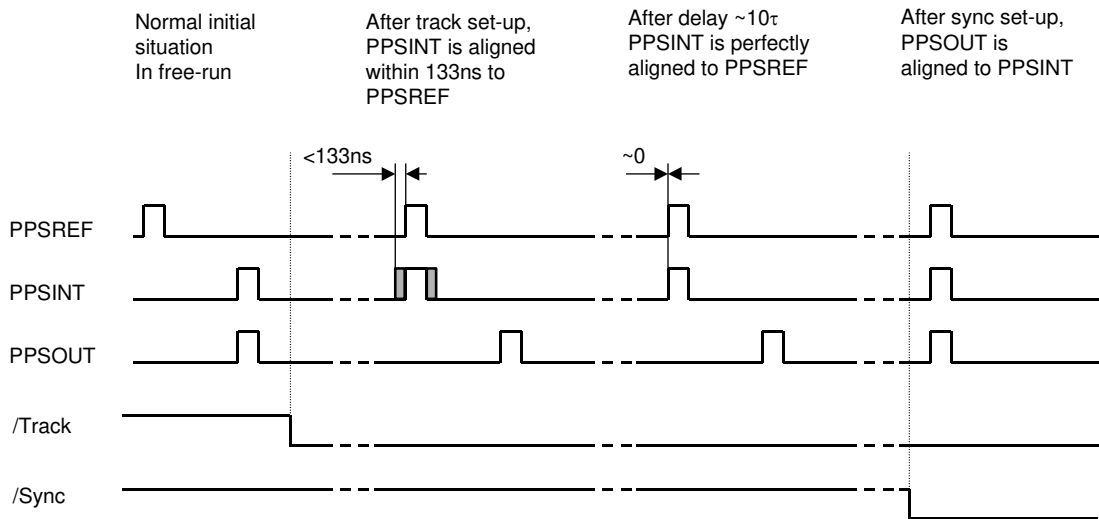 Normal initial
situation
In free-run
After track set-up,
PPSINT is aligned
within 133ns to
PPSREF
After delay ~10τ
PPSINT is perfectly
aligned to PPSREF
After sync set-up,
PPSOUT is
aligned to PPSINT
<133ns
~0
PPSREF
PPSINT
PPSOUT
/Track
/Sync